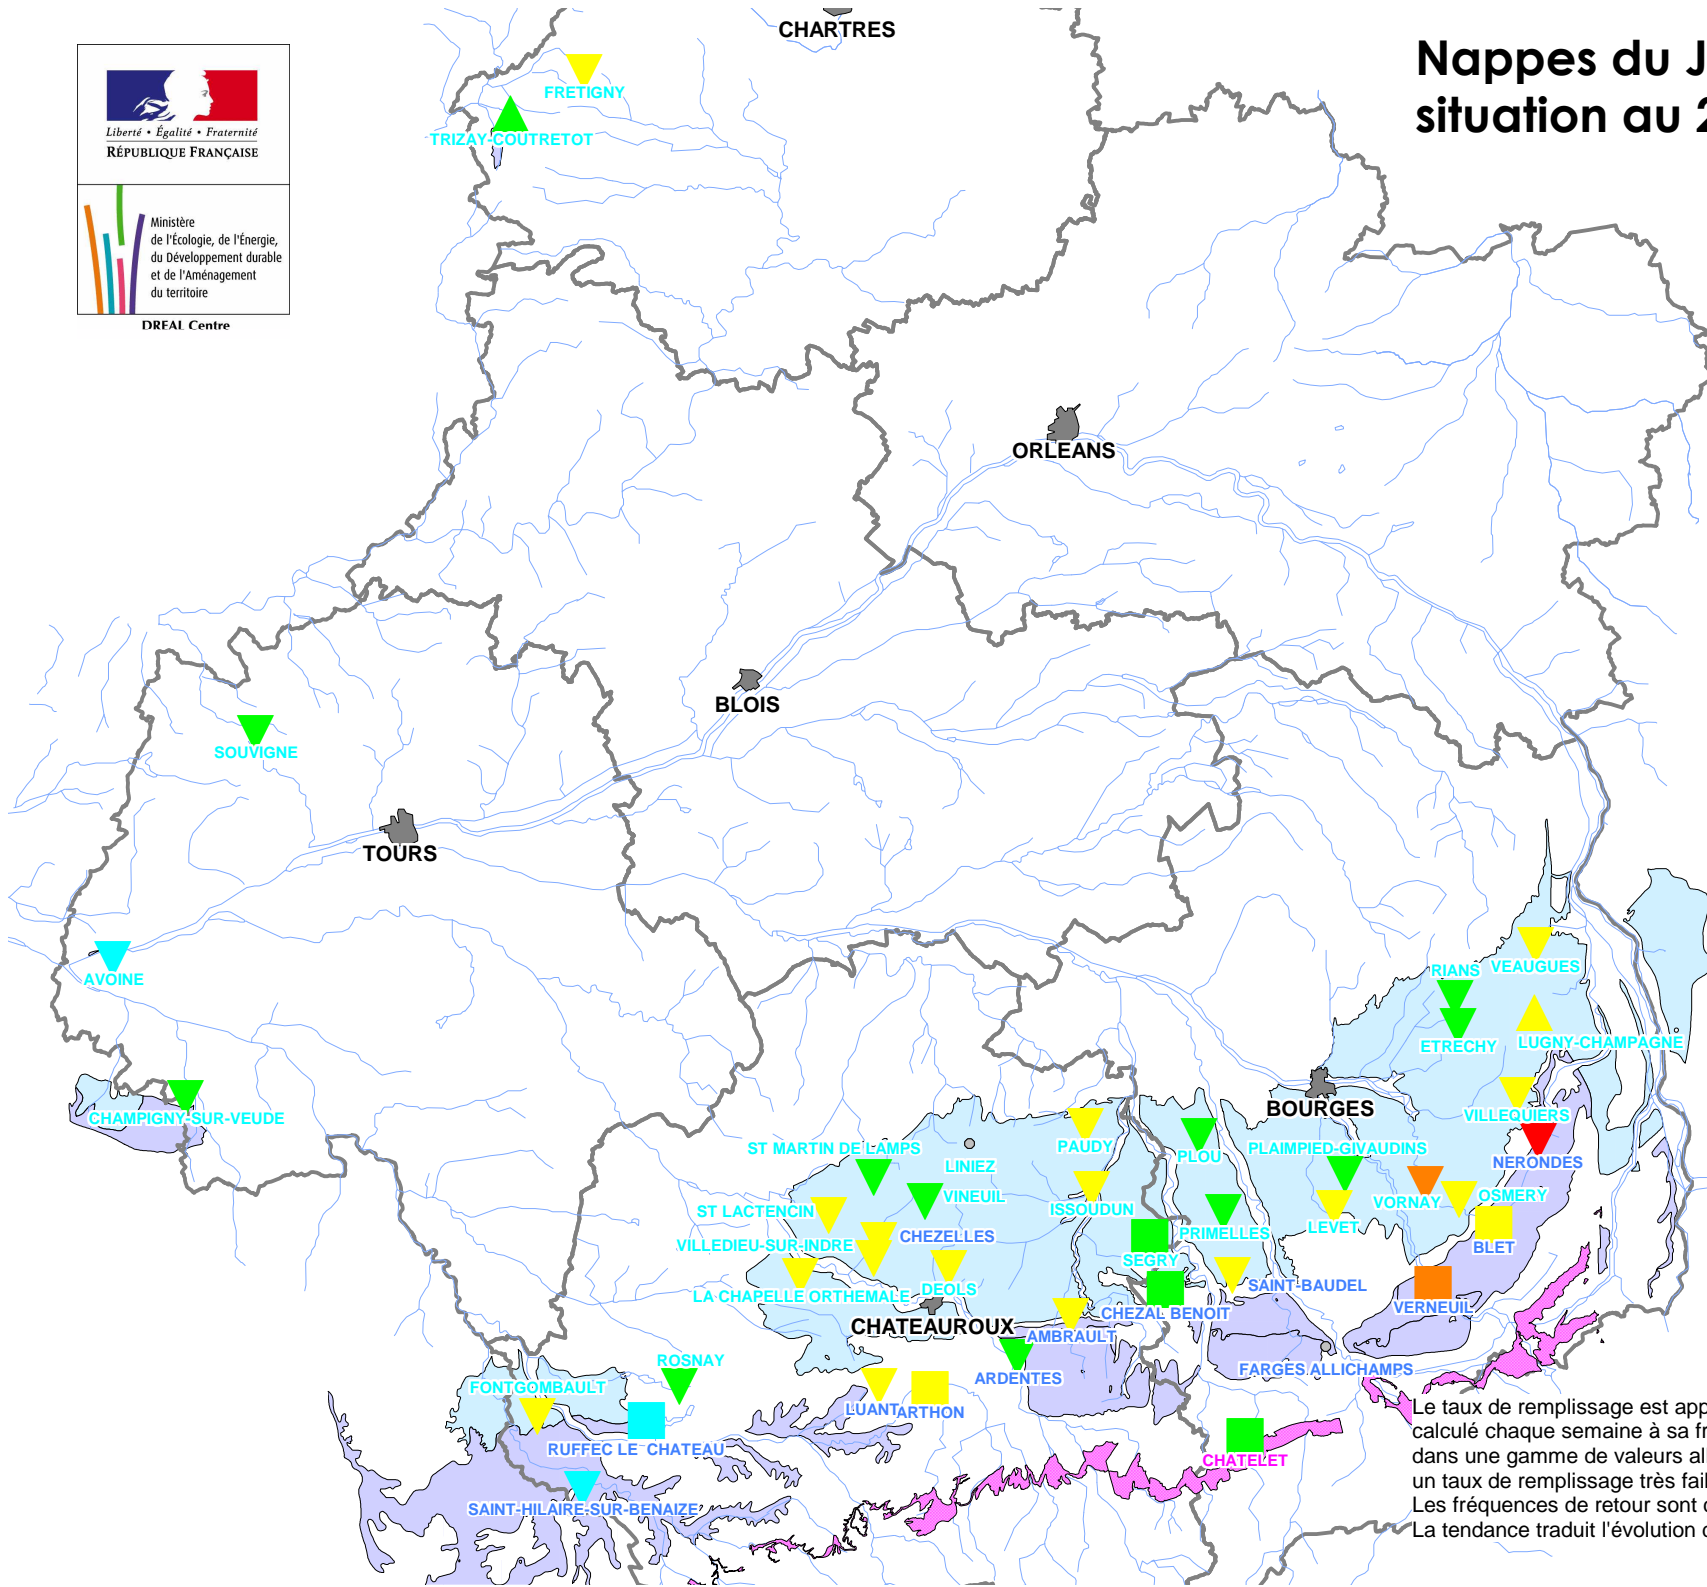 CHARTRES
Nappes du J
situation au 2
FRETIGNY
TRIZAY-COUTRETOT
Liberté • Égalité • Fraternité
RÉPUBLIQUE FRANÇAISE
Ministère
de l'Écologie, de l'Énergie,
du Développement durable
et de l'Aménagement
du territoire
DREAL Centre
ORLEANS
BLOIS
SOUVIGNE
TOURS
AVOINE
RIANS
VEAUGUES
ETRECHY
LUGNY-CHAMPAGNE
CHAMPIGNY-SUR-VEUDE
BOURGES
VILLEQUIERS
ST MARTIN DE LAMPS
PAUDY
PLOU
PLAIMPIED-GIVAUDINS
NERONDES
LINIEZ
VINEUIL
ISSOUDUN
VORNAY
OSMERY
ST LACTENCIN
CHEZELLES
PRIMELLES
LEVET
VILLEDIEU-SUR-INDRE
SEGRY
BLET
LA CHAPELLE ORTHEMALE
DEOLS
SAINT-BAUDEL
CHEZAL BENOIT
VERNEUIL
CHATEAUROUX
AMBRAULT
ROSNAY
ARDENTES
FARGES ALLICHAMPS
FONTGOMBAULT
LUANT
ARTHON
RUFFEC LE CHATEAU
CHATELET
SAINT-HILAIRE-SUR-BENAIZE
Le taux de remplissage est app
calculé chaque semaine à sa fr
dans une gamme de valeurs all
un taux de remplissage très fail
Les fréquences de retour sont c
La tendance traduit l'évolution d